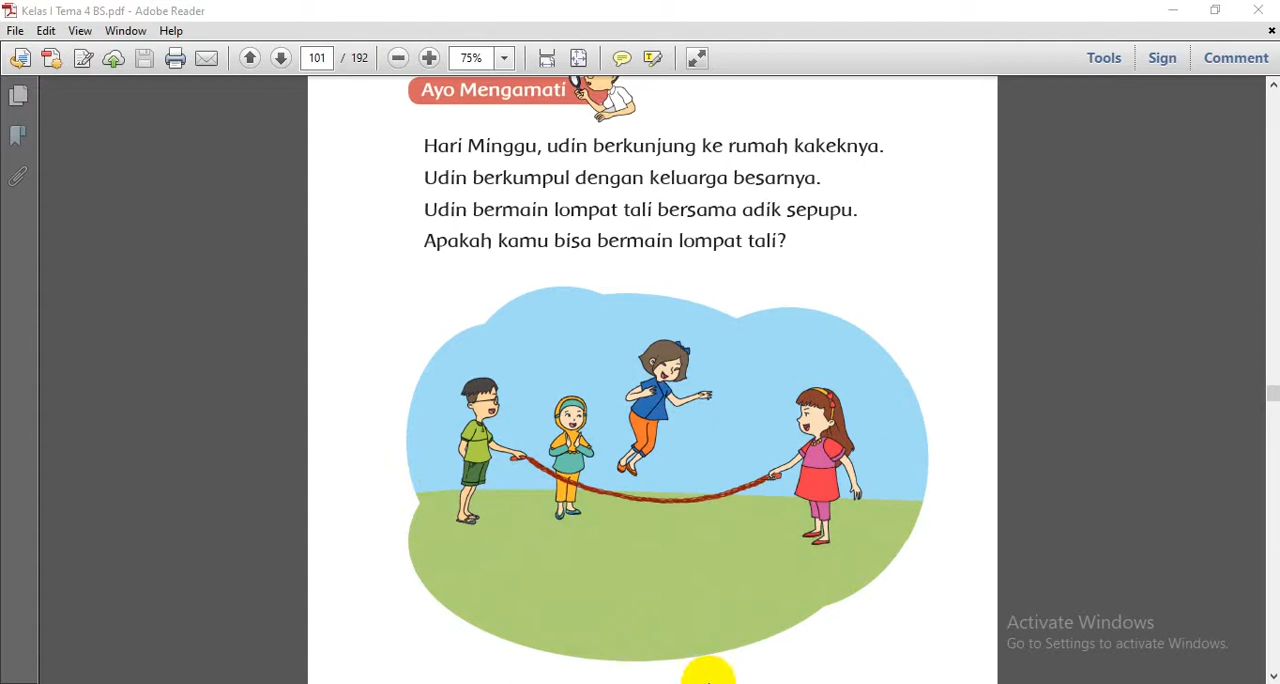 Kelas I Tema 4 BS.pdf - Adobe Reader
File Edit View Window Help
101 / 192 75% Tools Sign Comment
Ayo Mengamati
Hari Minggu, udin berkunjung ke rumah kakeknya.
Udin berkumpul dengan keluarga besarnya.
Udin bermain lompat tali bersama adik sepupu.
Apakah kamu bisa bermain lompat tali?
Activate Windows
Go to Settings to activate Windows.